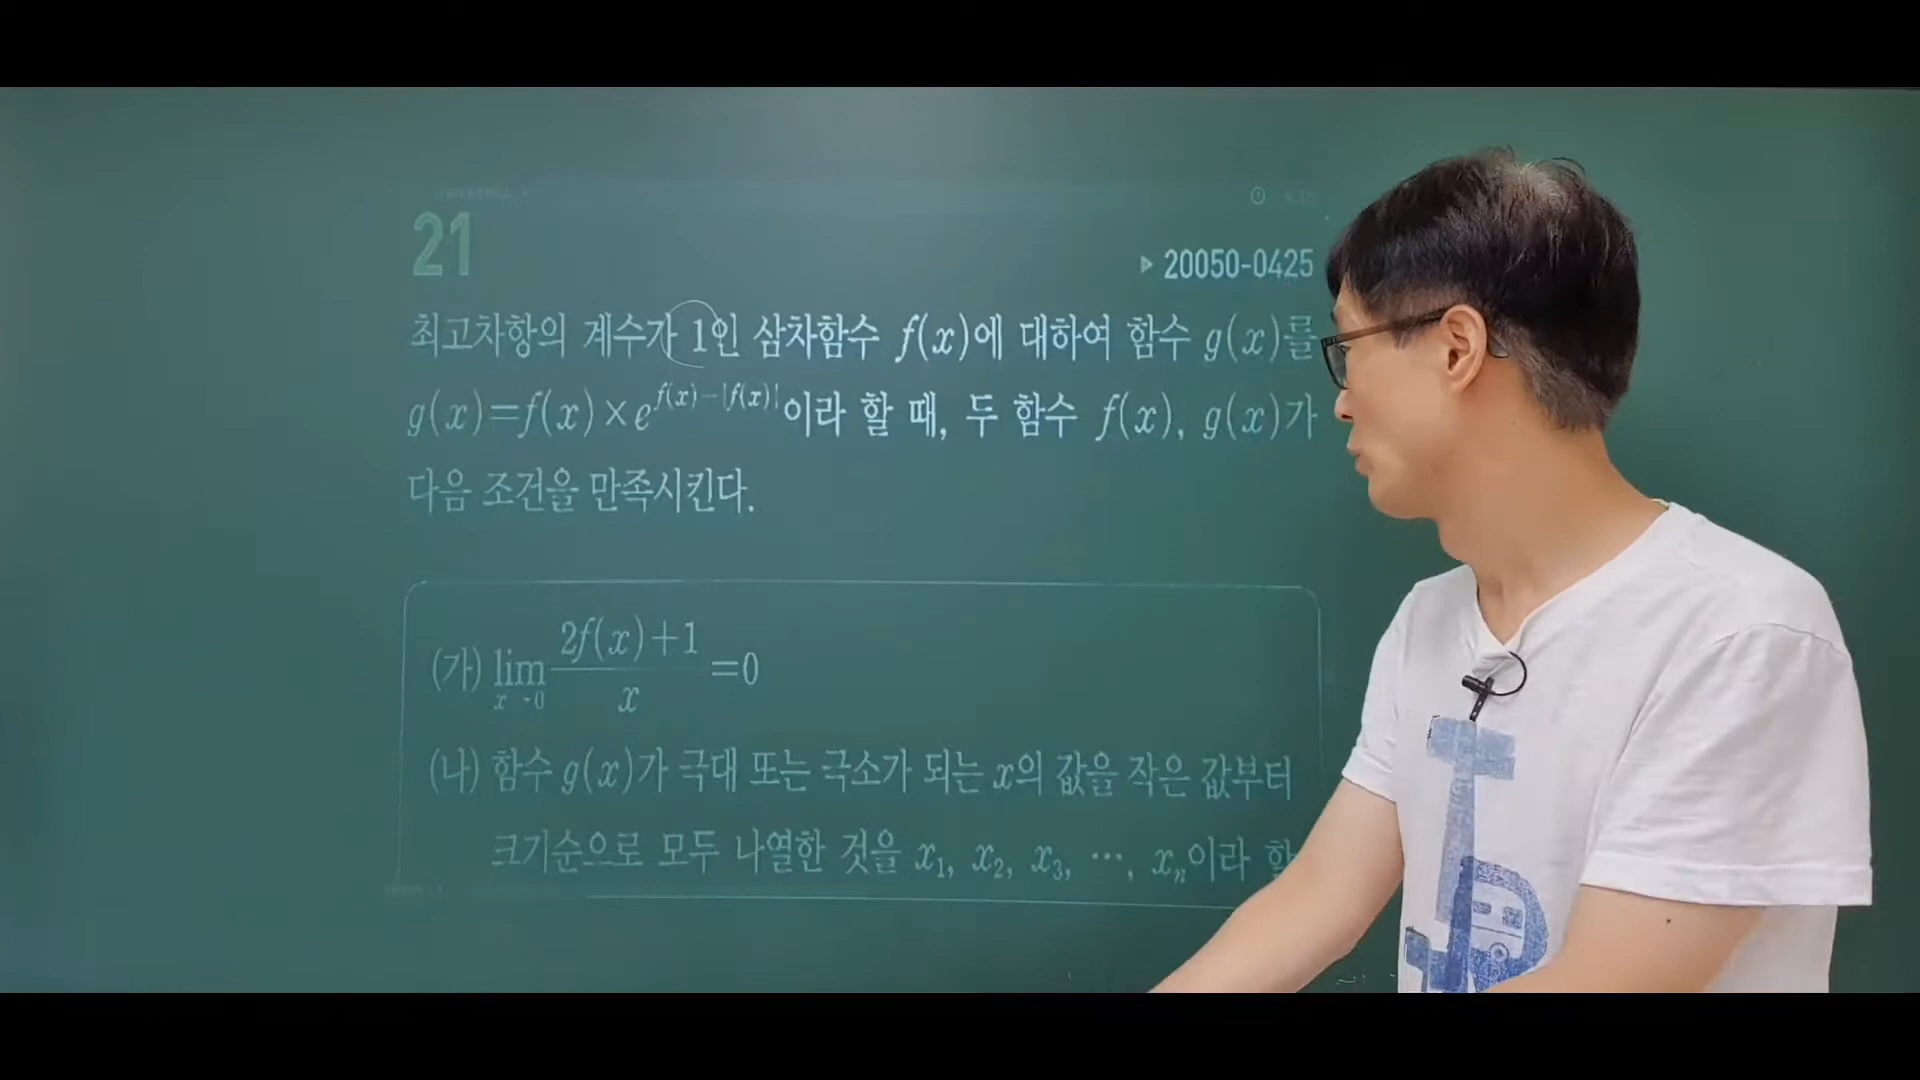 21
▶ 20050-0425
최고차항의 계수가 1인 삼차함수 f(x)에 대하여 함수 g(x)를
g(x)=f(x)×e^{f(x)-|f(x)|}이라 할 때, 두 함수 f(x), g(x)가
다음 조건을 만족시킨다.
(가) lim_{x→0} \frac{2f(x)+1}{x}=0
(나) 함수 g(x)가 극대 또는 극소가 되는 x의 값을 작은 값부터
크기순으로 모두 나열한 것을 x₁, x₂, x₃, ⋯, xₙ이라 할